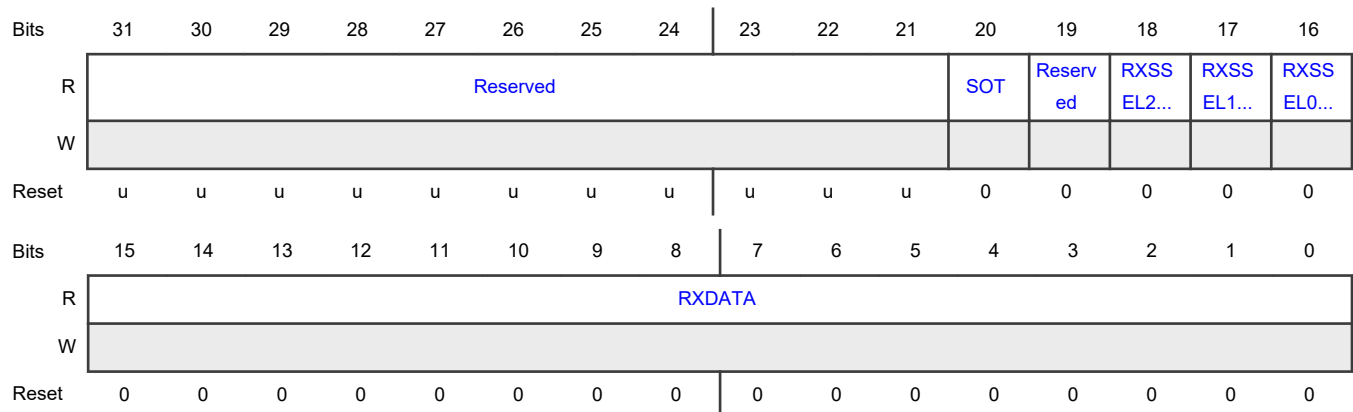 Bits 31 30 29 28 27 26 25 24 23 22 21 20 19 18 17 16
R Reserved SOT Reserv ed RXSS EL2... RXSS EL1... RXSS EL0...
W
Reset u u u u u u u u u u u 0 0 0 0 0
Bits 15 14 13 12 11 10 9 8 7 6 5 4 3 2 1 0
R RXDATA
W
Reset 0 0 0 0 0 0 0 0 0 0 0 0 0 0 0 0